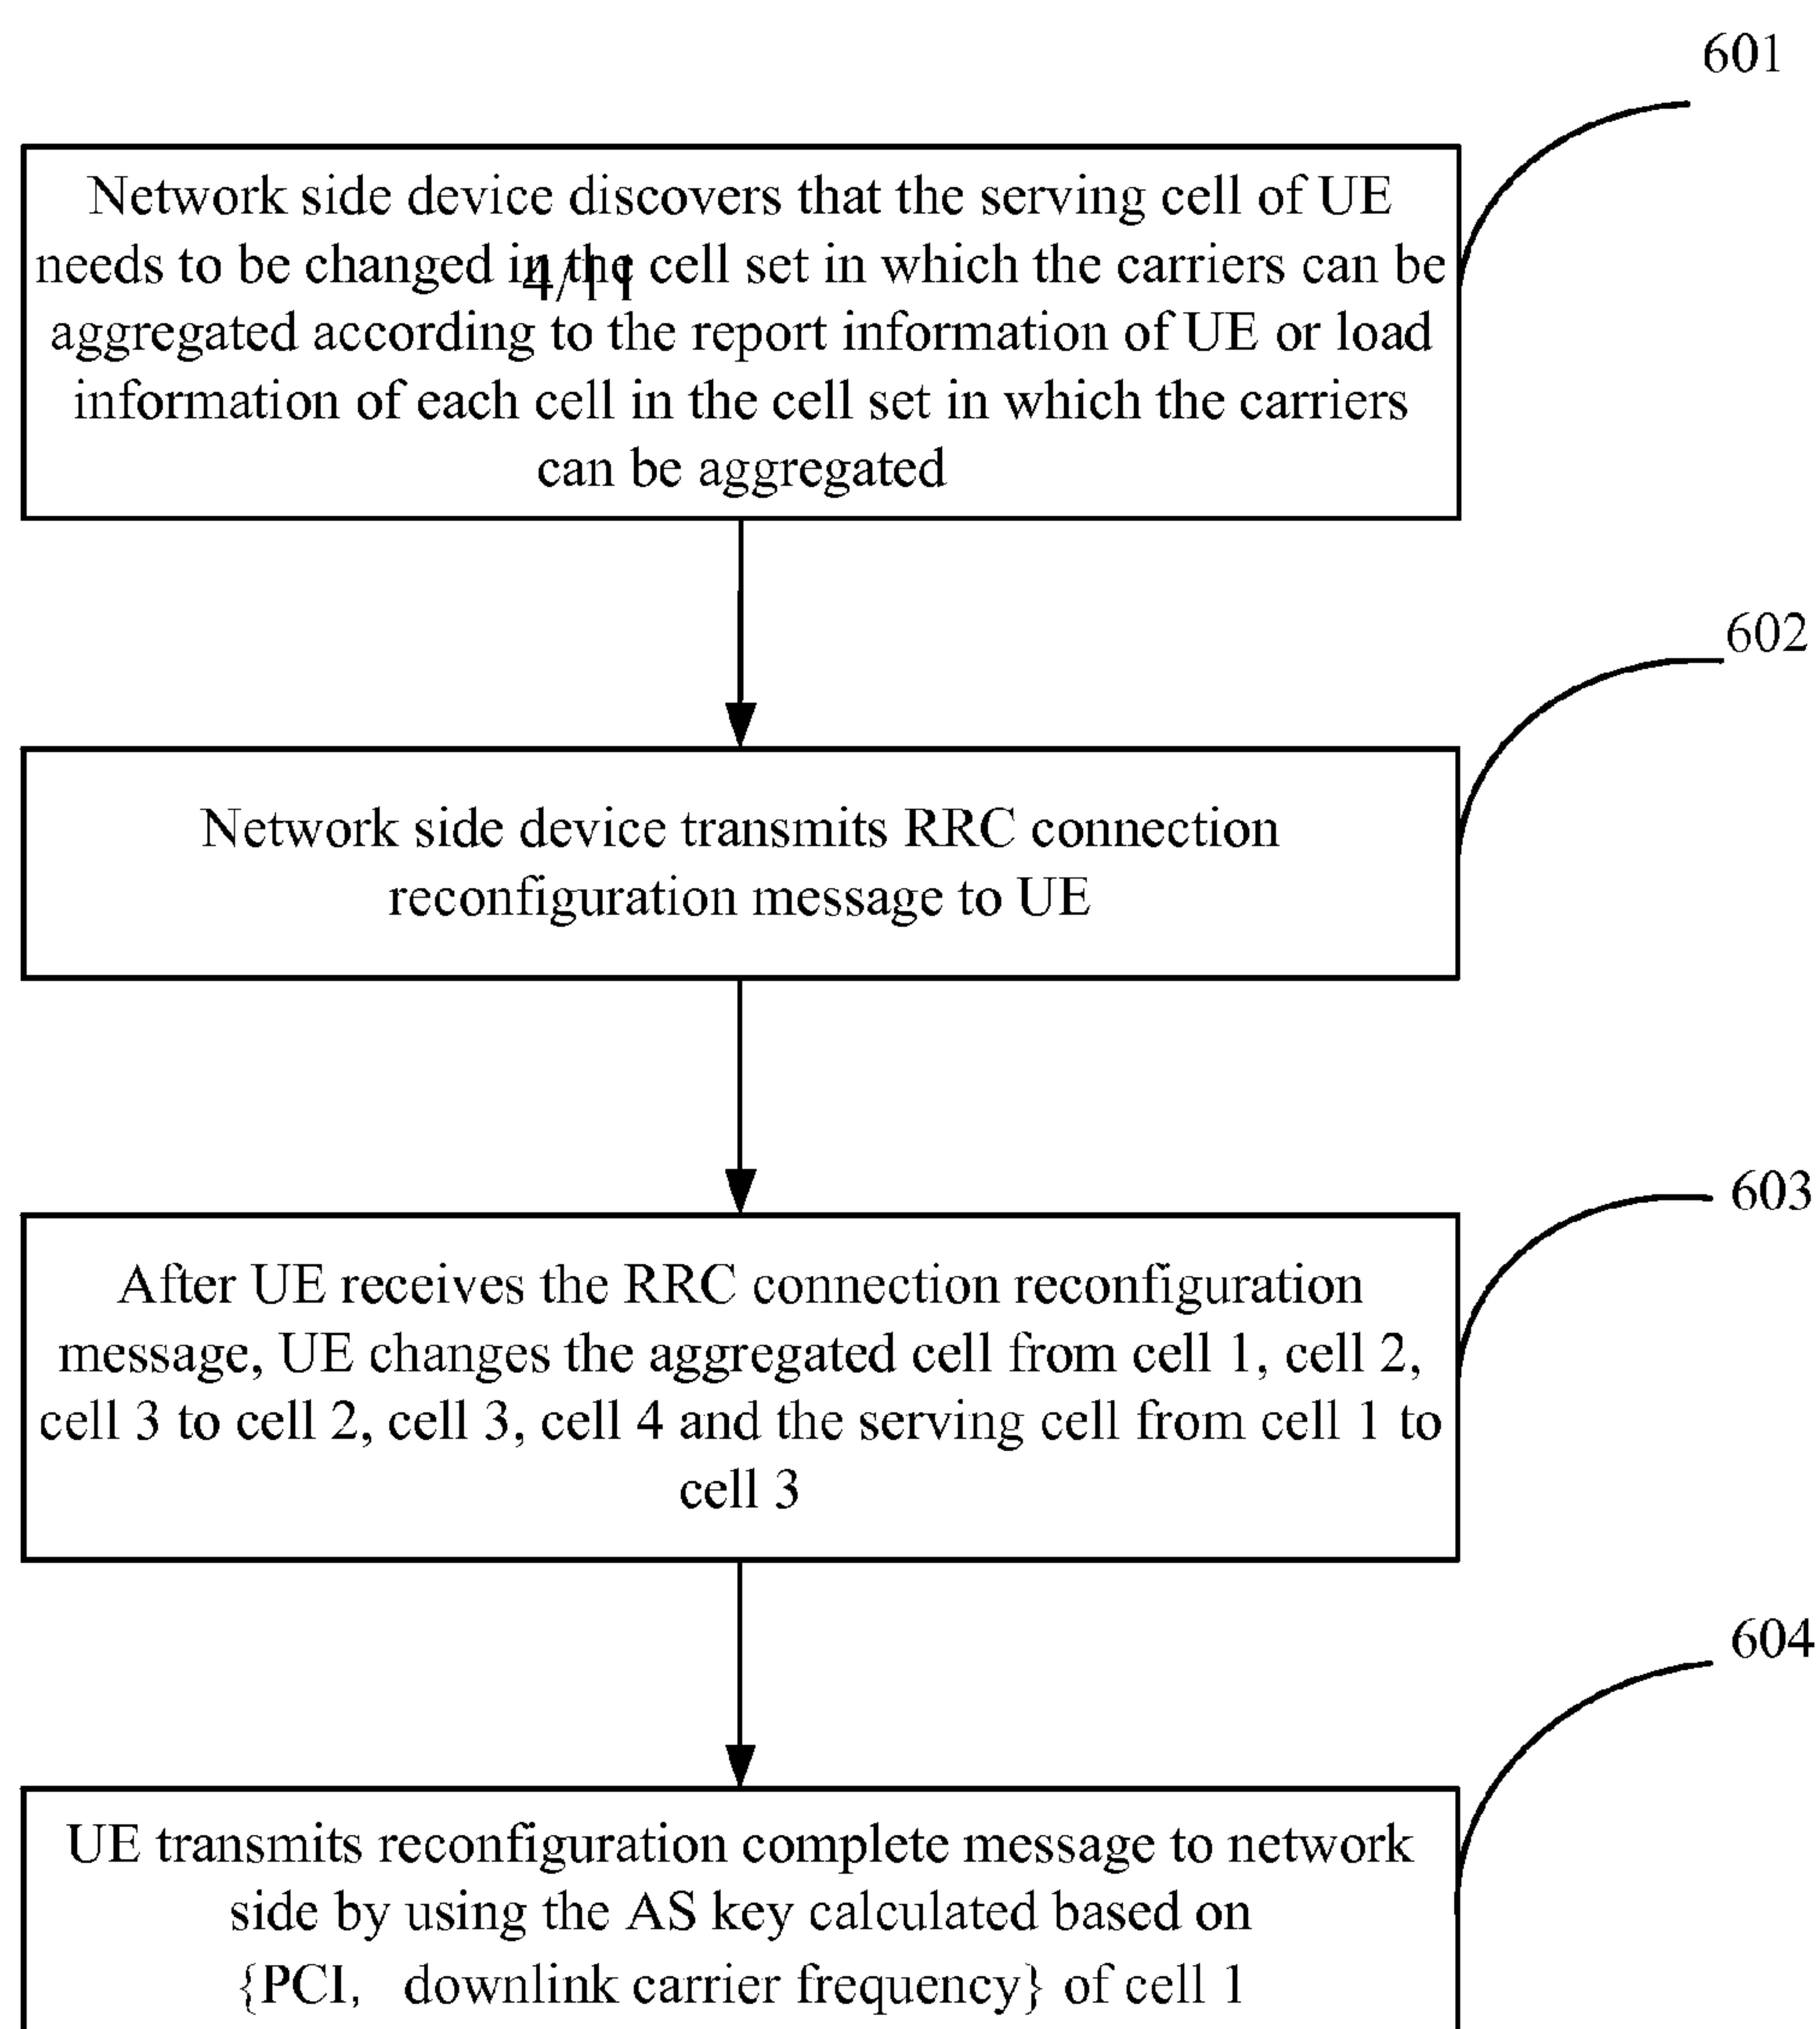 601
Network side device discovers that the serving cell of UE
needs to be changed in the cell set in which the carriers can be
4/11
aggregated according to the report information of UE or load
information of each cell in the cell set in which the carriers
can be aggregated
602
Network side device transmits RRC connection
reconfiguration message to UE
603
After UE receives the RRC connection reconfiguration
message, UE changes the aggregated cell from cell 1, cell 2,
cell 3 to cell 2, cell 3, cell 4 and the serving cell from cell 1 to
cell 3
604
UE transmits reconfiguration complete message to network
side by using the AS key calculated based on
{PCI, downlink carrier frequency} of cell 1